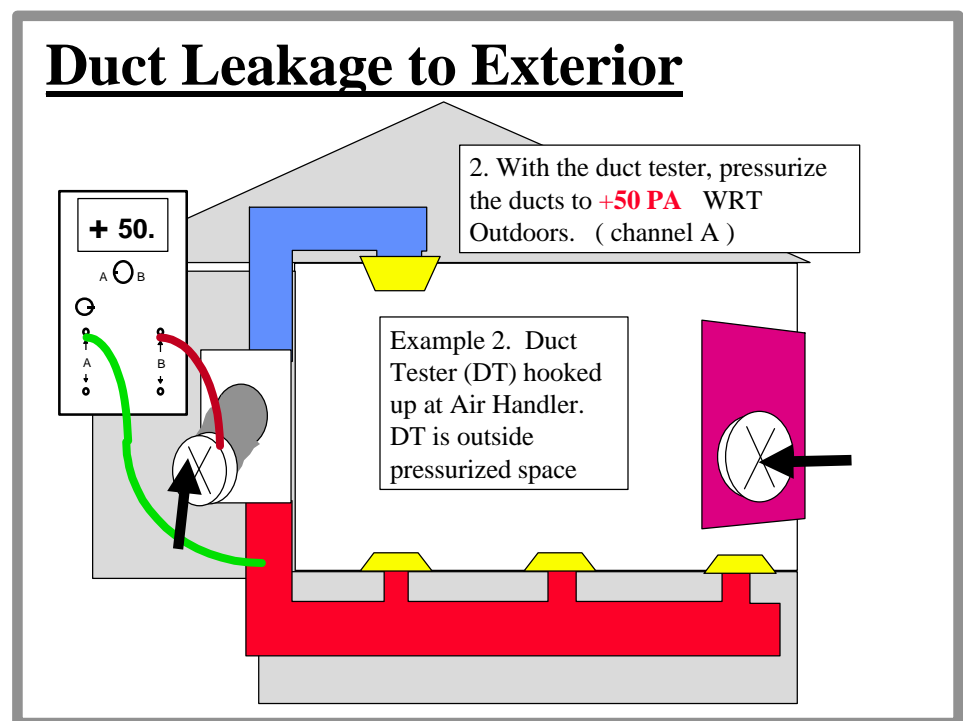 Duct Leakage to Exterior
2. With the duct tester, pressurize
the ducts to +50 PA WRT
Outdoors. ( channel A )
+ 50.
A B
A B
Example 2. Duct
Tester (DT) hooked
up at Air Handler.
DT is outside
pressurized space